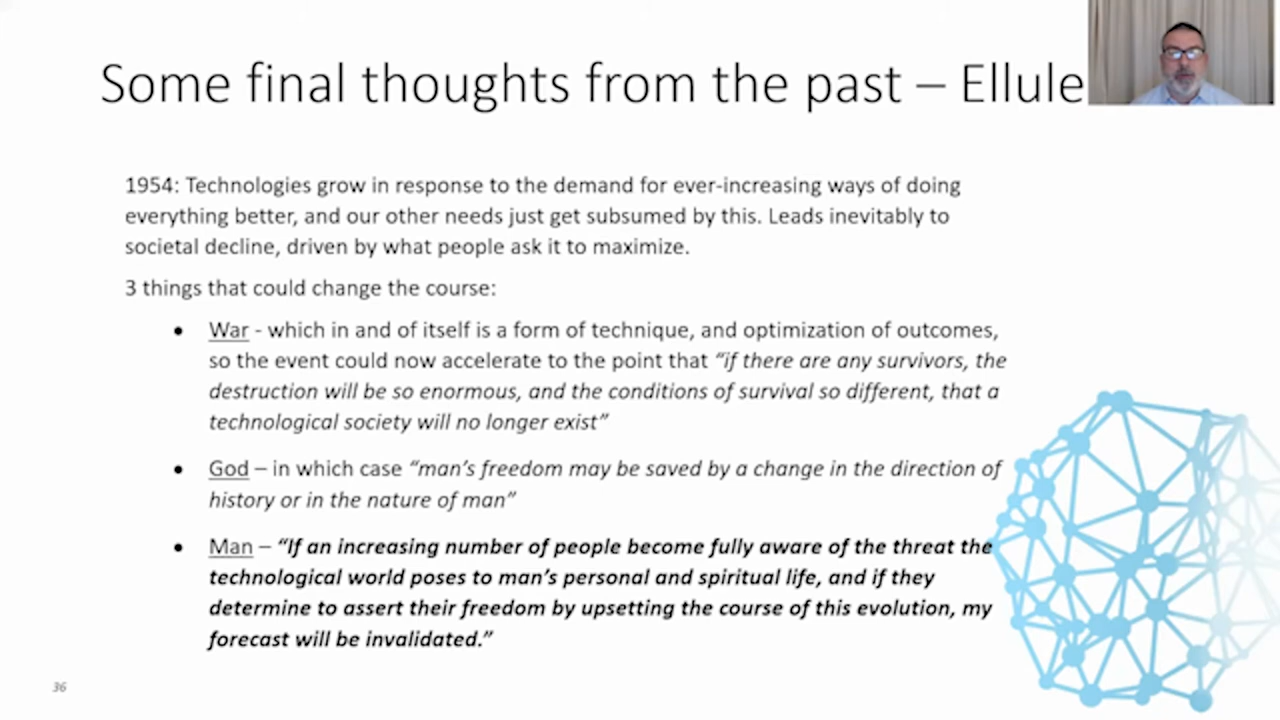 Some final thoughts from the past – Ellule
1954: Technologies grow in response to the demand for ever-increasing ways of doing
everything better, and our other needs just get subsumed by this. Leads inevitably to
societal decline, driven by what people ask it to maximize.
3 things that could change the course:
• War - which in and of itself is a form of technique, and optimization of outcomes,
so the event could now accelerate to the point that “if there are any survivors, the
destruction will be so enormous, and the conditions of survival so different, that a
technological society will no longer exist”
• God – in which case “man’s freedom may be saved by a change in the direction of
history or in the nature of man”
• Man – “If an increasing number of people become fully aware of the threat the
technological world poses to man’s personal and spiritual life, and if they
determine to assert their freedom by upsetting the course of this evolution, my
forecast will be invalidated.”
36